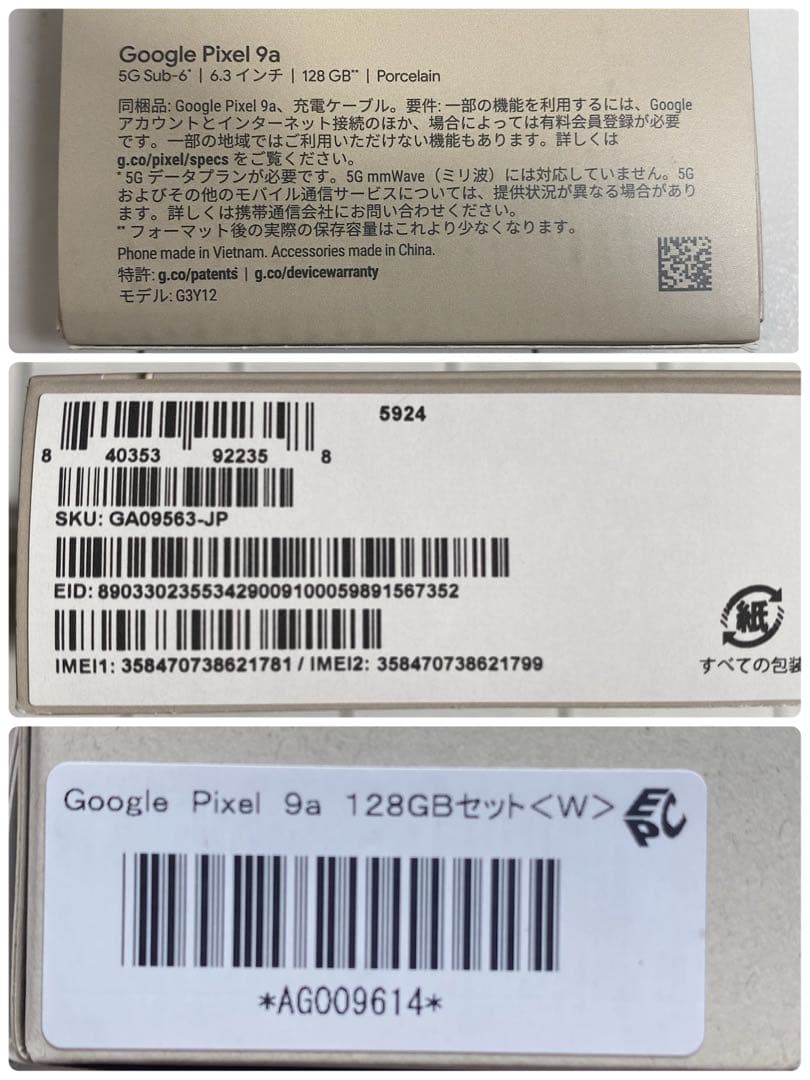 Google Pixel 9a
5G Sub-6* | 6.3 インチ | 128 GB** | Porcelain
同梱品: Google Pixel 9a、充電ケーブル。要件: 一部の機能を利用するには、Google
アカウントとインターネット接続のほか、場合によっては有料会員登録が必要
です。一部の地域ではご利用いただけない機能もあります。詳しくは
g.co/pixel/specs をご覧ください。
* 5G データプランが必要です。5G mmWave（ミリ波）には対応していません。5G
およびその他のモバイル通信サービスについては、提供状況が異なる場合があり
ます。詳しくは携帯通信会社にお問い合わせください。
** フォーマット後の実際の保存容量はこれより少なくなります。
Phone made in Vietnam. Accessories made in China.
特許: g.co/patents | g.co/devicewarranty
モデル: G3Y12
5924
8 40353 92235 8
SKU: GA09563-JP
EID: 89033023553429009100059891567352
IMEI1: 358470738621781 / IMEI2: 358470738621799
紙
すべての包装
Google Pixel 9a 128GBセット<W>
*AG009614*